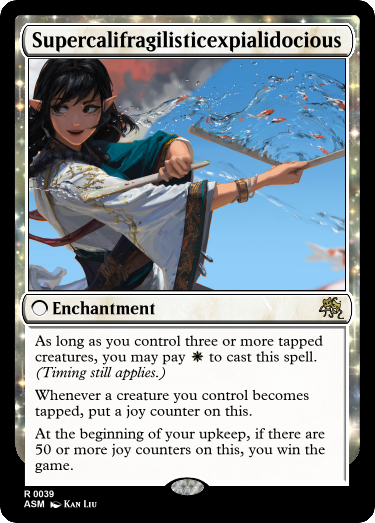 Supercalifragilisticexpialidocious
Enchantment
As long as you control three or more tapped
creatures, you may pay to cast this spell.
(Timing still applies.)
Whenever a creature you control becomes
tapped, put a joy counter on this.
At the beginning of your upkeep, if there are
50 or more joy counters on this, you win the
game.
R 0039
ASM Kan Liu